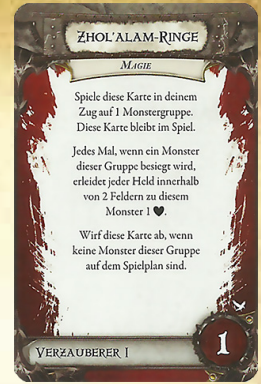 Zhol'alam-Ringe
Magie
Spiele diese Karte in deinem
Zug auf 1 Monstergruppe.
Diese Karte bleibt im Spiel.
Jedes Mal, wenn ein Monster
dieser Gruppe besiegt wird,
erleidet jeder Held innerhalb
von 2 Feldern zu diesem
Monster 1 ♥.
Wirf diese Karte ab, wenn
keine Monster dieser Gruppe
auf dem Spielplan sind.
Verzauberer I
1